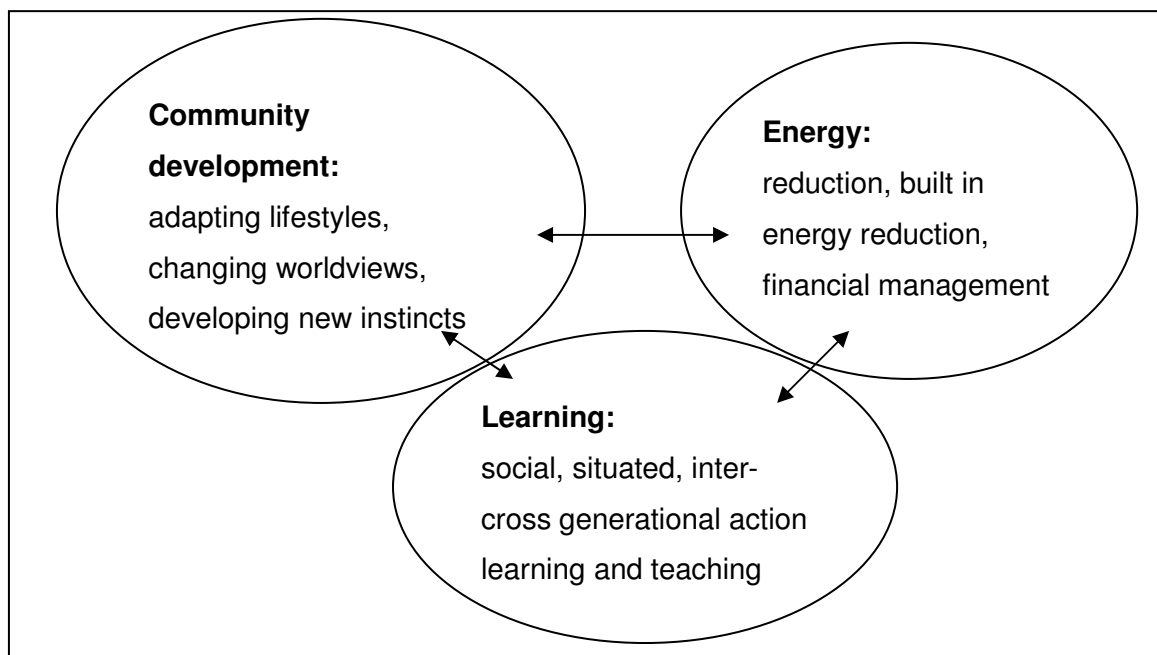 Community
development:
adapting lifestyles,
changing worldviews,
developing new instincts
Energy:
reduction, built in
energy reduction,
financial management
Learning:
social, situated, inter-
cross generational action
learning and teaching